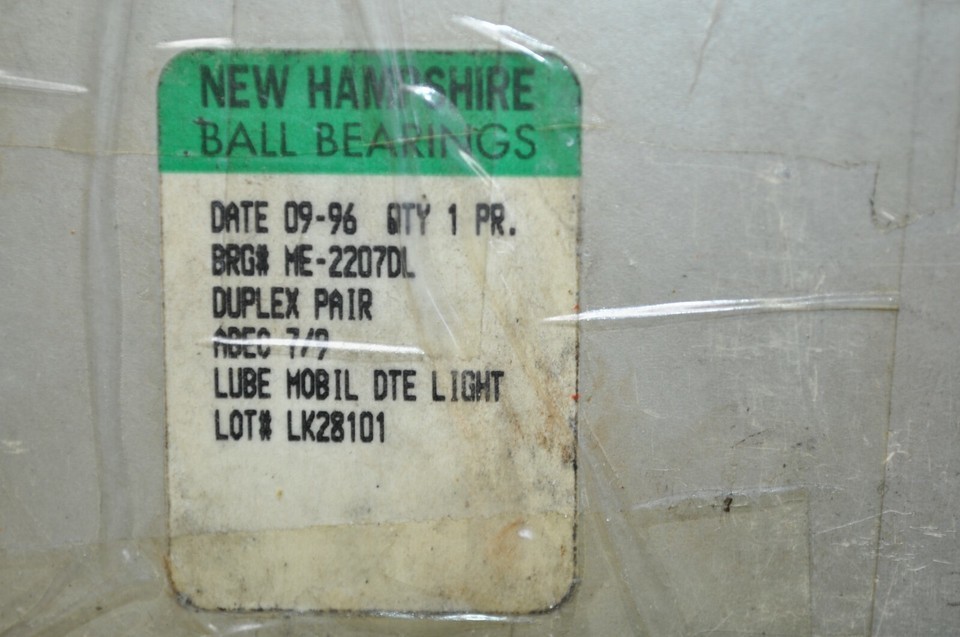 NEW HAMPSHIRE
BALL BEARINGS
DATE 09-96 QTY 1 PR.
BRG# ME-2207DL
DUPLEX PAIR
ABEC 7/9
LUBE MOBIL DTE LIGHT
LOT# LK28101